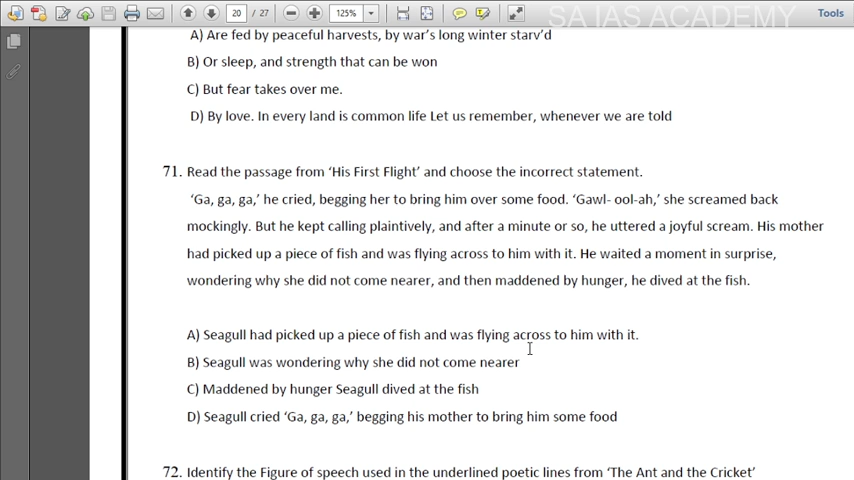 20 / 27
125%
SAIAS ACADEMY
Tools
A) Are fed by peaceful harvests, by war's long winter starv'd
B) Or sleep, and strength that can be won
C) But fear takes over me.
D) By love. In every land is common life Let us remember, whenever we are told
71. Read the passage from 'His First Flight' and choose the incorrect statement.
'Ga, ga, ga,' he cried, begging her to bring him over some food. 'Gawl- ool-ah,' she screamed back
mockingly. But he kept calling plaintively, and after a minute or so, he uttered a joyful scream. His mother
had picked up a piece of fish and was flying across to him with it. He waited a moment in surprise,
wondering why she did not come nearer, and then maddened by hunger, he dived at the fish.
A) Seagull had picked up a piece of fish and was flying across to him with it.
B) Seagull was wondering why she did not come nearer
C) Maddened by hunger Seagull dived at the fish
D) Seagull cried 'Ga, ga, ga,' begging his mother to bring him some food
72. Identify the Figure of speech used in the underlined poetic lines from 'The Ant and the Cricket'